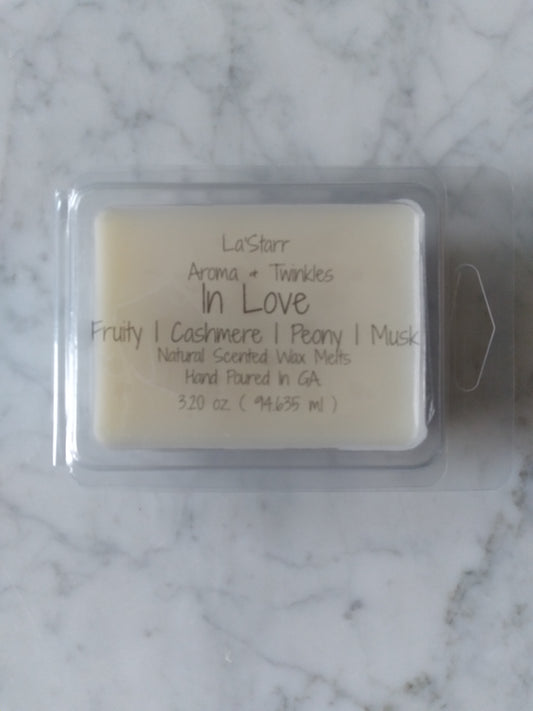 La'Starr
Aroma & Twinkles
In Love
Fruity | Cashmere | Peony | Musk
Natural Scented Wax Melts
Hand Poured In GA
3.20 oz. ( 94.635 ml )